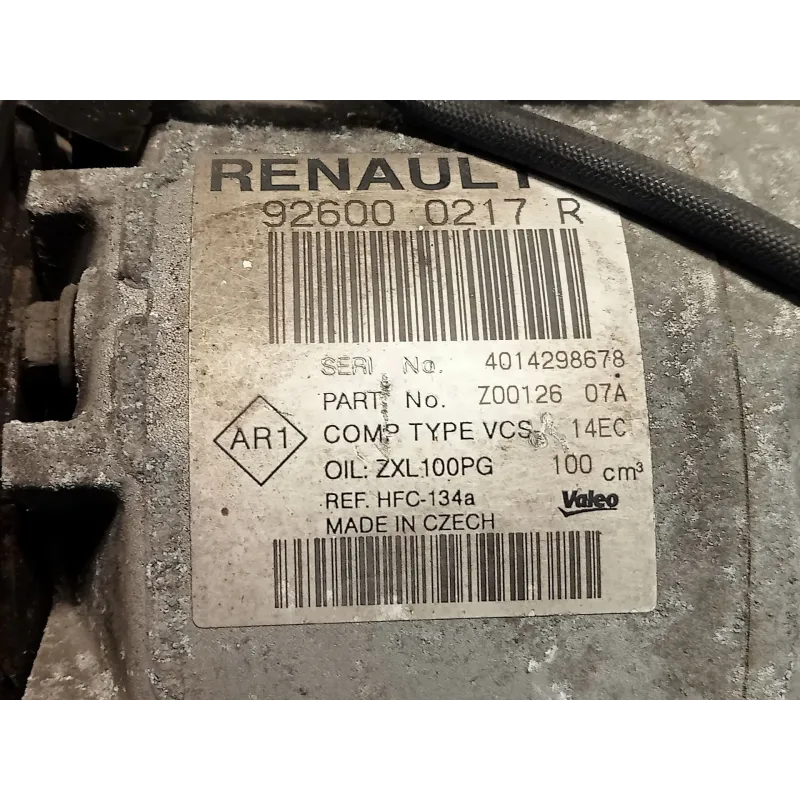 RENAULT
92600 0217 R
SERI No. 4014298678
PART No. Z00126 07A
AR1
COMP TYPE VCS- 14EC
OIL: ZXL100PG 100 cm³
REF. HFC-134a
Valeo
MADE IN CZECH